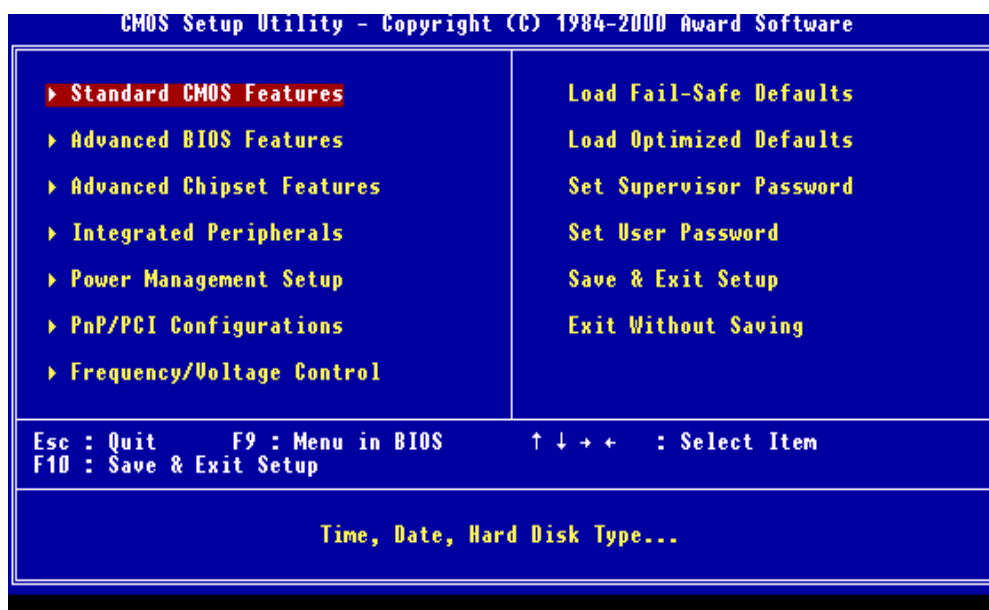 CMOS Setup Utility - Copyright (C) 1984-2000 Award Software
▸ Standard CMOS Features
▸ Advanced BIOS Features
▸ Advanced Chipset Features
▸ Integrated Peripherals
▸ Power Management Setup
▸ PnP/PCI Configurations
▸ Frequency/Voltage Control
Load Fail-Safe Defaults
Load Optimized Defaults
Set Supervisor Password
Set User Password
Save & Exit Setup
Exit Without Saving
Esc : Quit F9 : Menu in BIOS ↑ ↓ → ← : Select Item
F10 : Save & Exit Setup
Time, Date, Hard Disk Type...